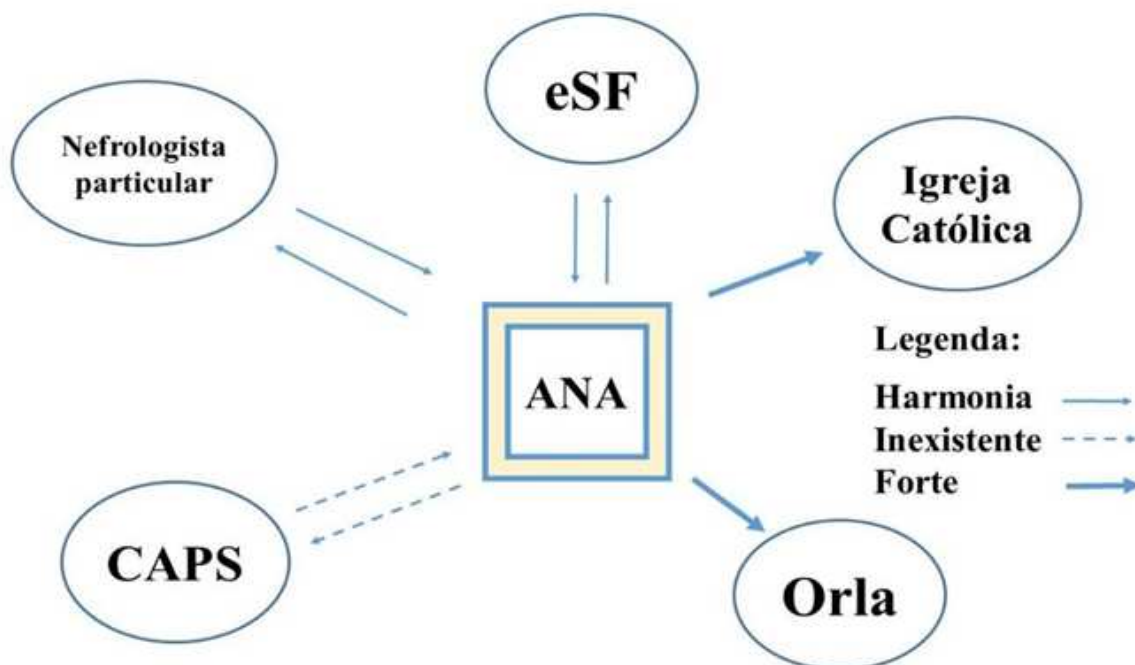 eSF
Nefrologista
particular
Igreja
Católica
ANA
Legenda:
Harmonia
Inexistente
Forte
CAPS
Orla